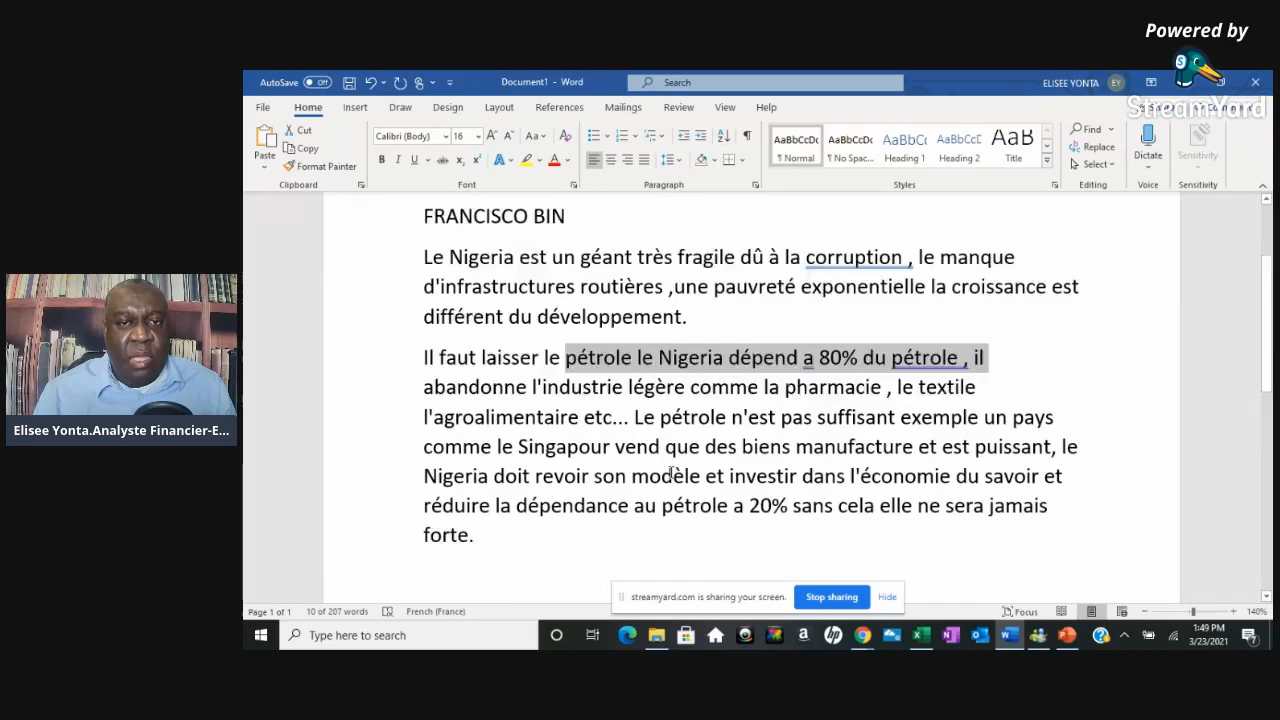 Powered by
StreamYard
AutoSave Off
Document1 - Word
Search
ELISEE YONTA EY
File Home Insert Draw Design Layout References Mailings Review View Help
Paste
Cut
Copy
Format Painter
Clipboard
Calibri (Body) 16
Font
Paragraph
AaBbCcDc AaBbCcDc AaBbCc AaBbCcC AaB
¶ Normal ¶ No Spac... Heading 1 Heading 2 Title
Styles
Find
Replace
Select
Editing
Dictate
Voice
Sensitivity
Sensitivity
FRANCISCO BIN
Le Nigeria est un géant très fragile dû à la corruption , le manque
d'infrastructures routières ,une pauvreté exponentielle la croissance est
différent du développement.
Il faut laisser le pétrole le Nigeria dépend a 80% du pétrole , il
abandonne l'industrie légère comme la pharmacie , le textile
l'agroalimentaire etc... Le pétrole n'est pas suffisant exemple un pays
comme le Singapour vend que des biens manufacture et est puissant, le
Nigeria doit revoir son modèle et investir dans l'économie du savoir et
réduire la dépendance au pétrole a 20% sans cela elle ne sera jamais
forte.
Elisee Yonta.Analyste Financier-E...
streamyard.com is sharing your screen. Stop sharing Hide
Page 1 of 1 10 of 207 words French (France) Focus 140%
Type here to search
1:49 PM
3/23/2021